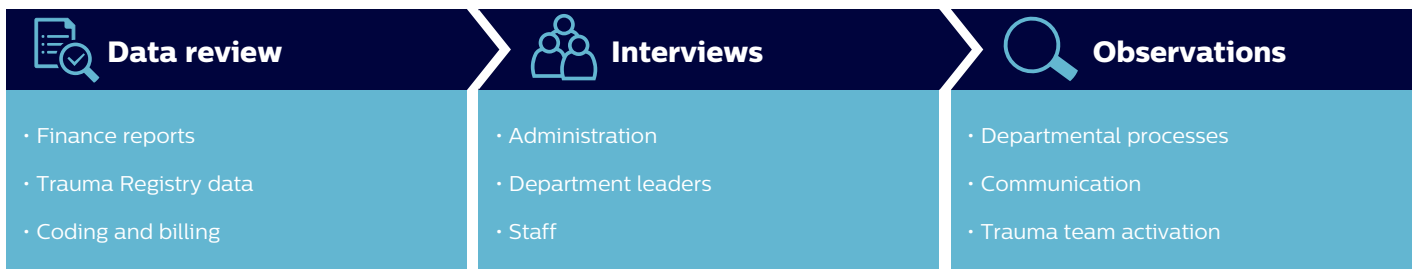 Data review
· Finance reports
· Trauma Registry data
· Coding and billing
Interviews
· Administration
· Department leaders
· Staff
Observations
· Departmental processes
· Communication
· Trauma team activation